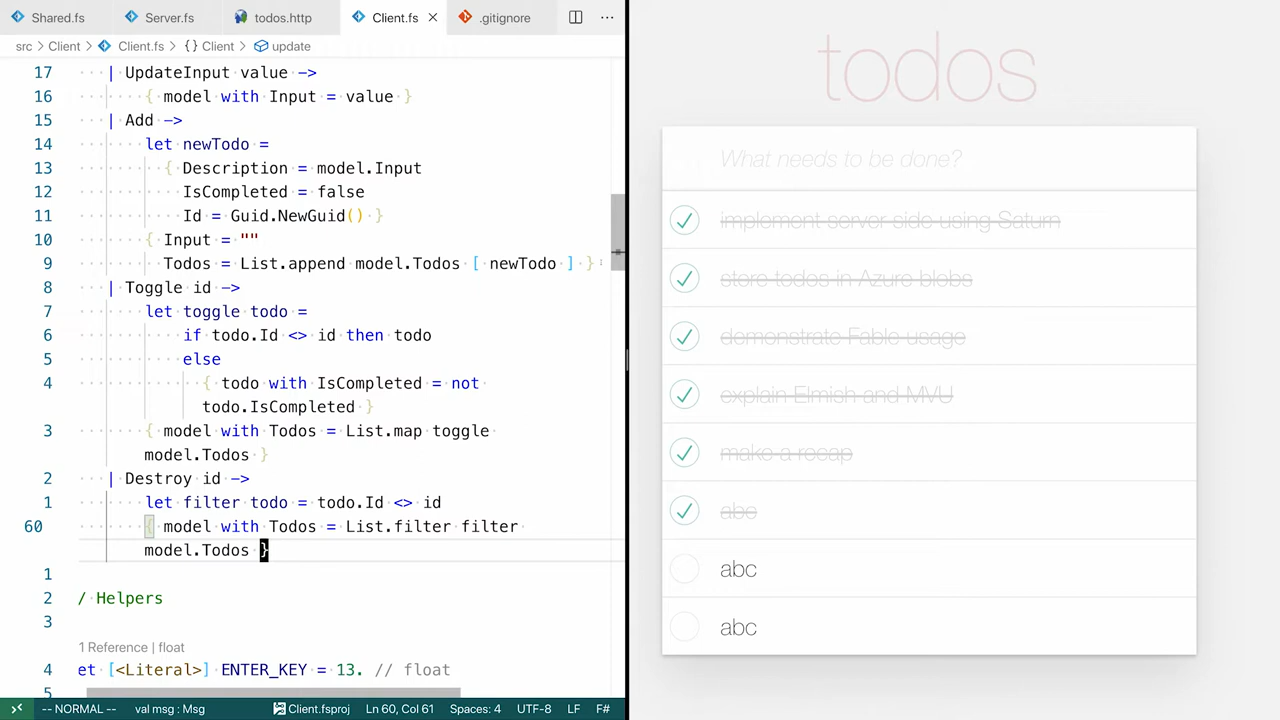 Shared.fs Server.fs todos.http Client.fs .gitignore ···
src > Client > Client.fs > {} Client > update
17 | UpdateInput value ->
16 { model with Input = value }
15 | Add ->
14 let newTodo =
13 { Description = model.Input
12 IsCompleted = false
11 Id = Guid.NewGuid() }
10 { Input = ""
9 Todos = List.append model.Todos [ newTodo ] }
8 | Toggle id ->
7 let toggle todo =
6 if todo.Id <> id then todo
5 else
4 { todo with IsCompleted = not
todo.IsCompleted }
3 { model with Todos = List.map toggle
model.Todos }
2 | Destroy id ->
1 let filter todo = todo.Id <> id
60 { model with Todos = List.filter filter
model.Todos }
1
2 / Helpers
3
1 Reference | float
4 et [<Literal>] ENTER_KEY = 13. // float
5
-- NORMAL -- val msg : Msg Client.fsproj Ln 60, Col 61 Spaces: 4 UTF-8 LF F#
todos
What needs to be done?
implement server side using Saturn
store todos in Azure blobs
demonstrate Fable usage
explain Elmish and MVU
make a recap
abc
abc
abc